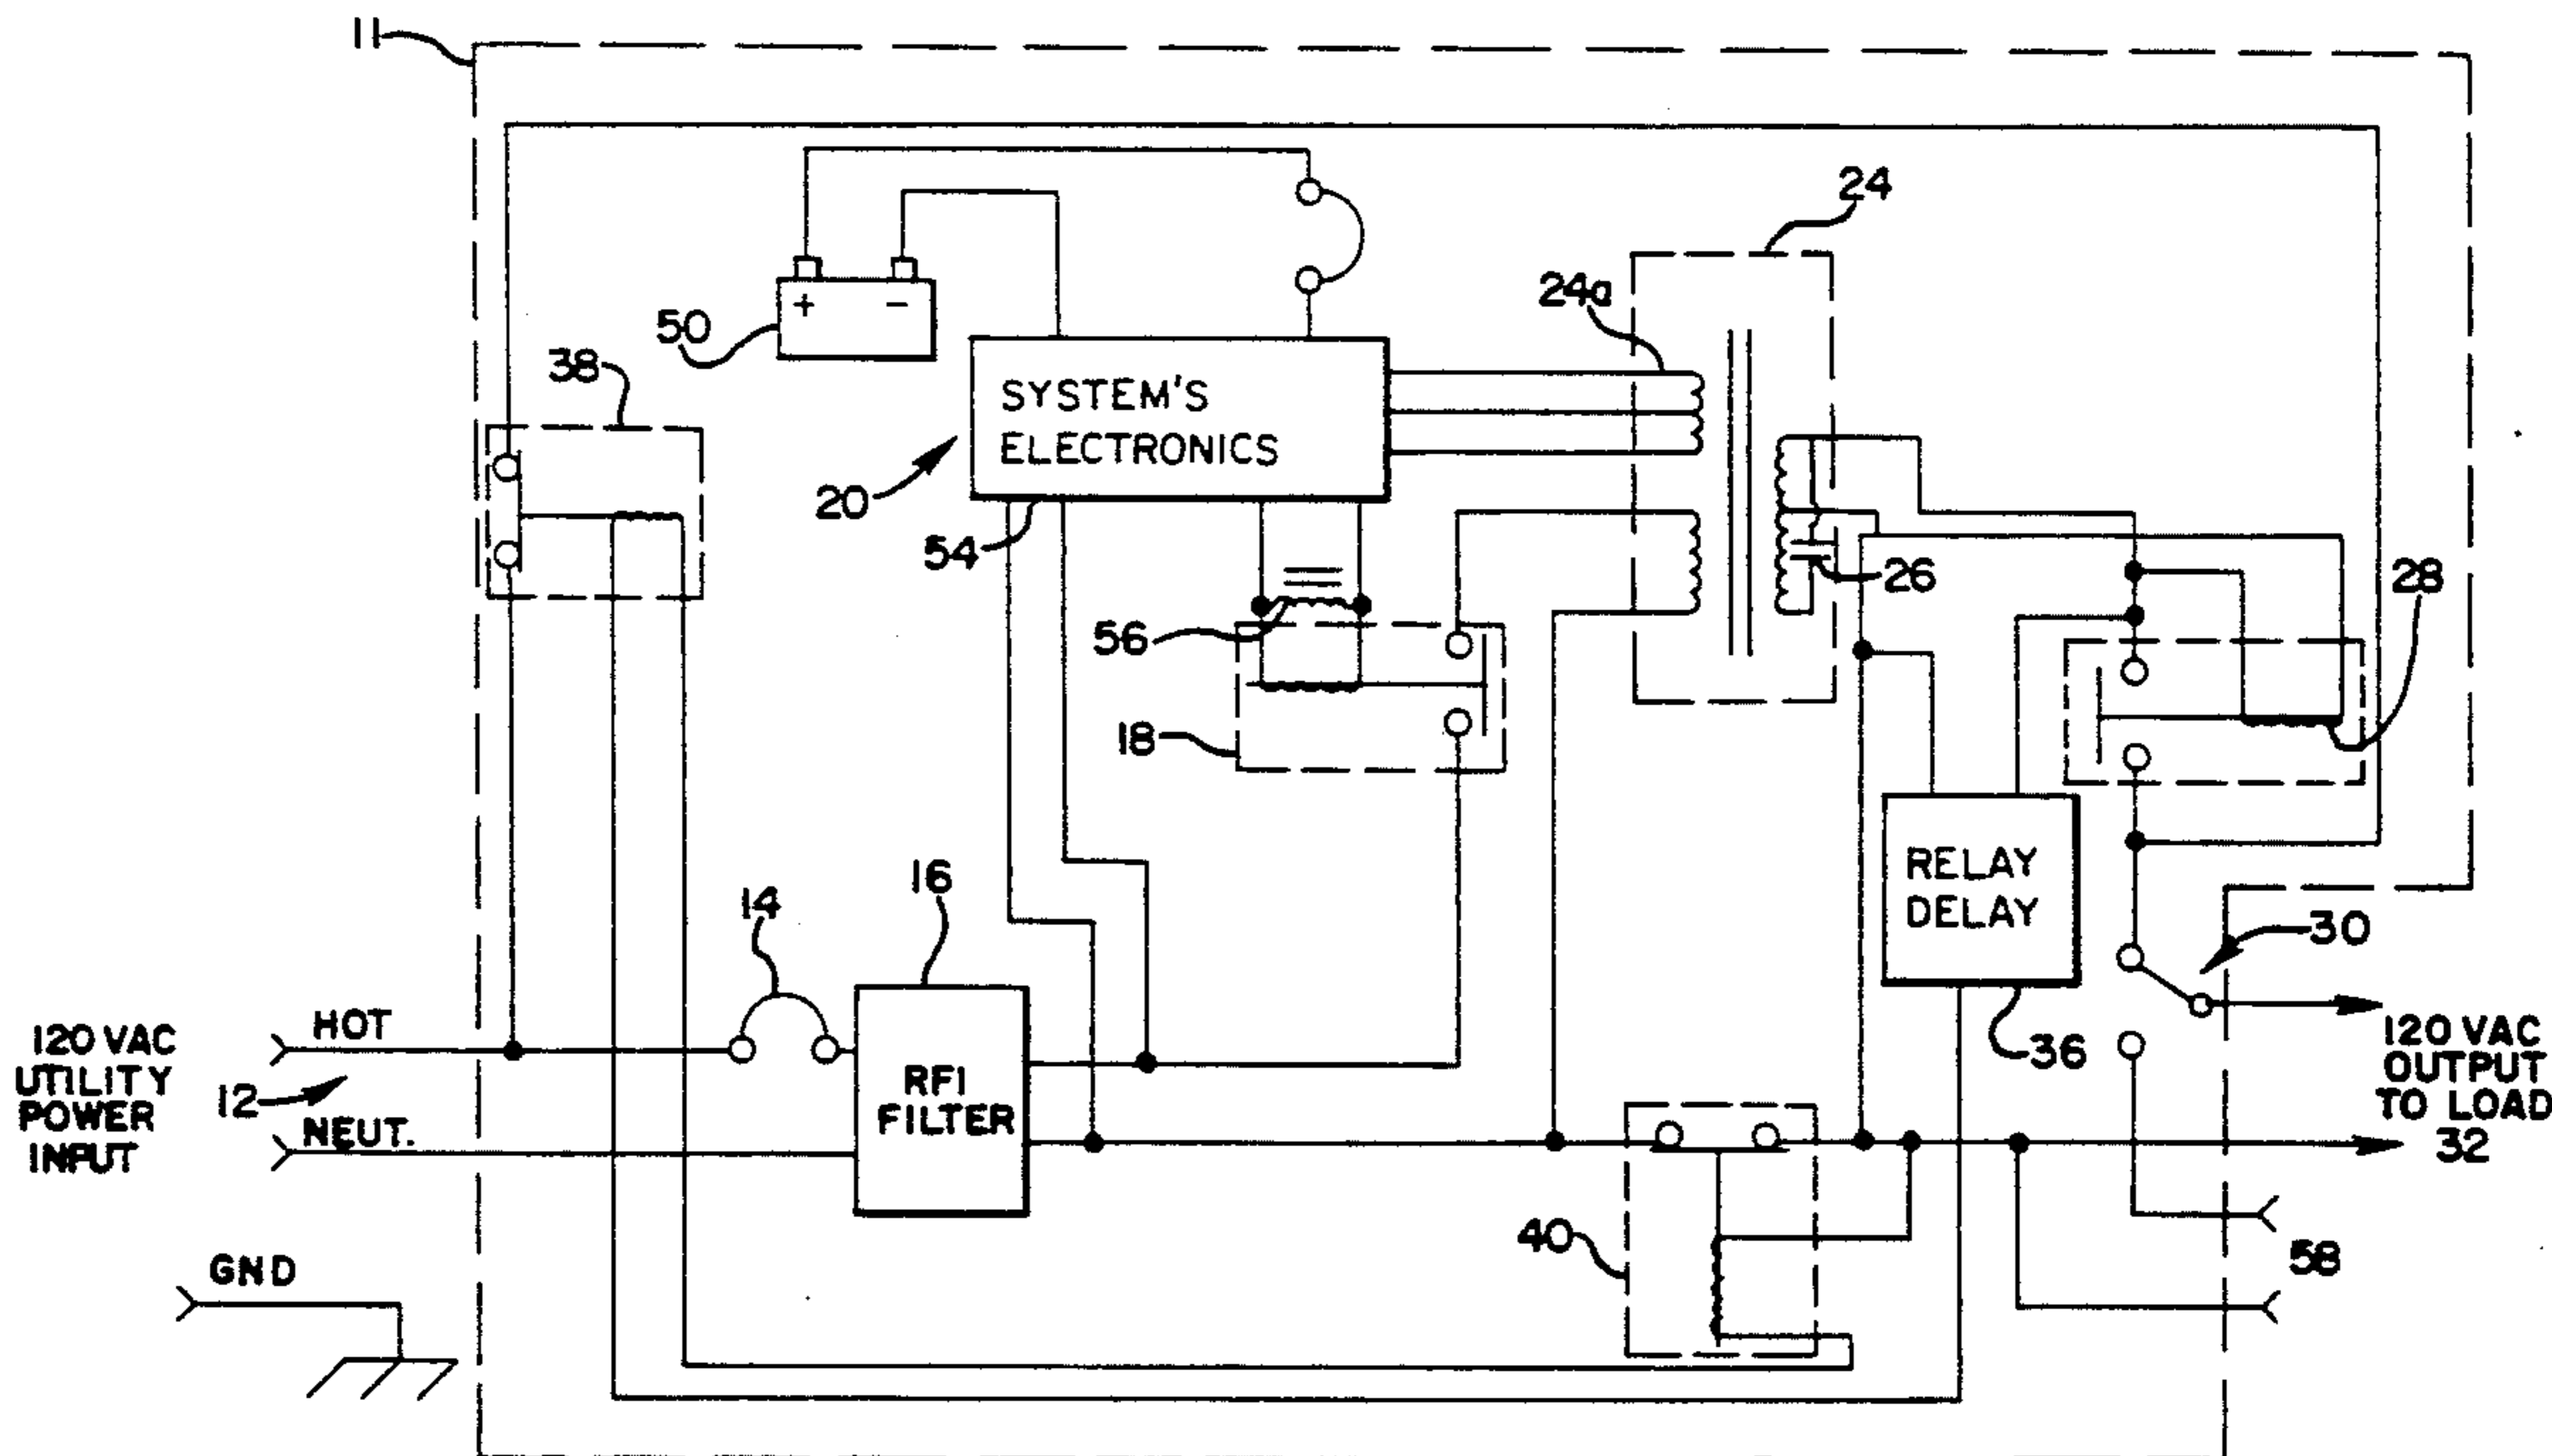 11
24
24a
50
+ -
38
SYSTEM'S
ELECTRONICS
20
54
26
28
56
18
RELAY
DELAY
16
14
30
HOT
120 VAC
UTILITY
POWER
INPUT
12
NEUT.
RFI
FILTER
36
120 VAC
OUTPUT
TO LOAD
32
40
58
GND